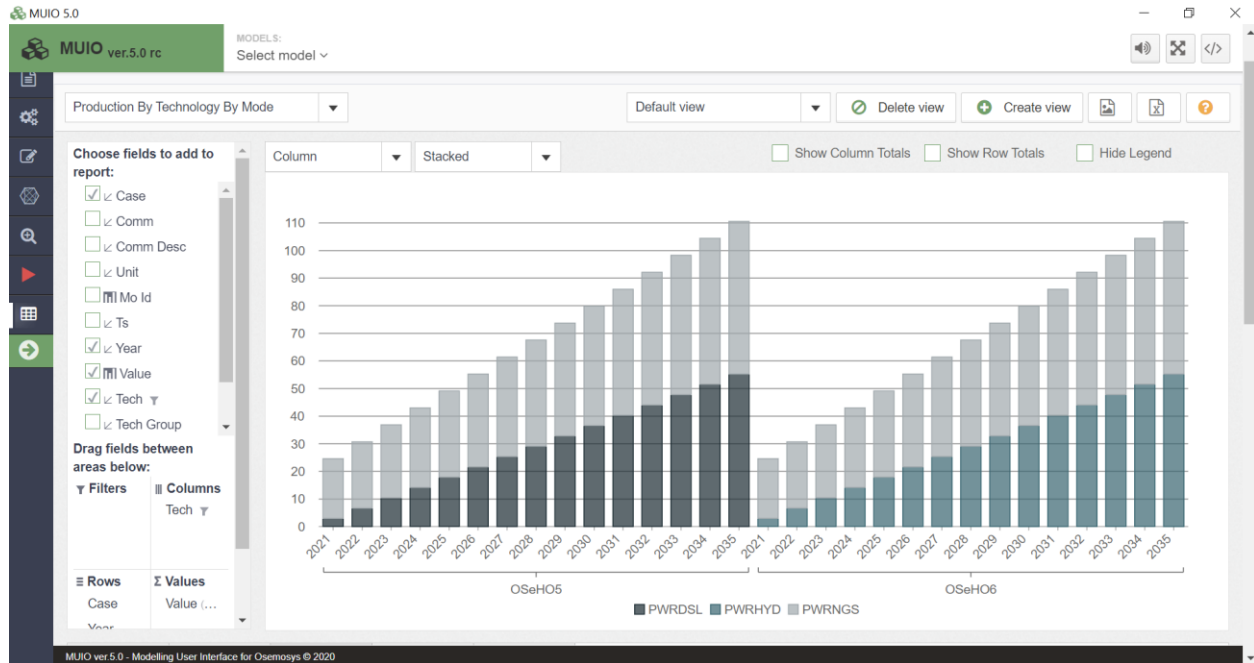 MUIO 5.0
MUIO ver.5.0 rc
MODELS:
Select model
Production By Technology By Mode
Default view
Delete view
Create view
Choose fields to add to
report:
Case
Comm
Comm Desc
Unit
Mo Id
Ts
Year
Value
Tech
Tech Group
Drag fields between
areas below:
Filters
Columns
Tech
Rows
Values
Case
Value (...
Year
Column
Stacked
Show Column Totals
Show Row Totals
Hide Legend
110
100
90
80
70
60
50
40
30
20
10
0
2021 2022 2023 2024 2025 2026 2027 2028 2029 2030 2031 2032 2033 2034 2035 2021 2022 2023 2024 2025 2026 2027 2028 2029 2030 2031 2032 2033 2034 2035
OSeHO5 OSeHO6
PWRDSL PWRHYD PWRNGS
MUIO ver.5.0 - Modelling User Interface for Osemosys © 2020